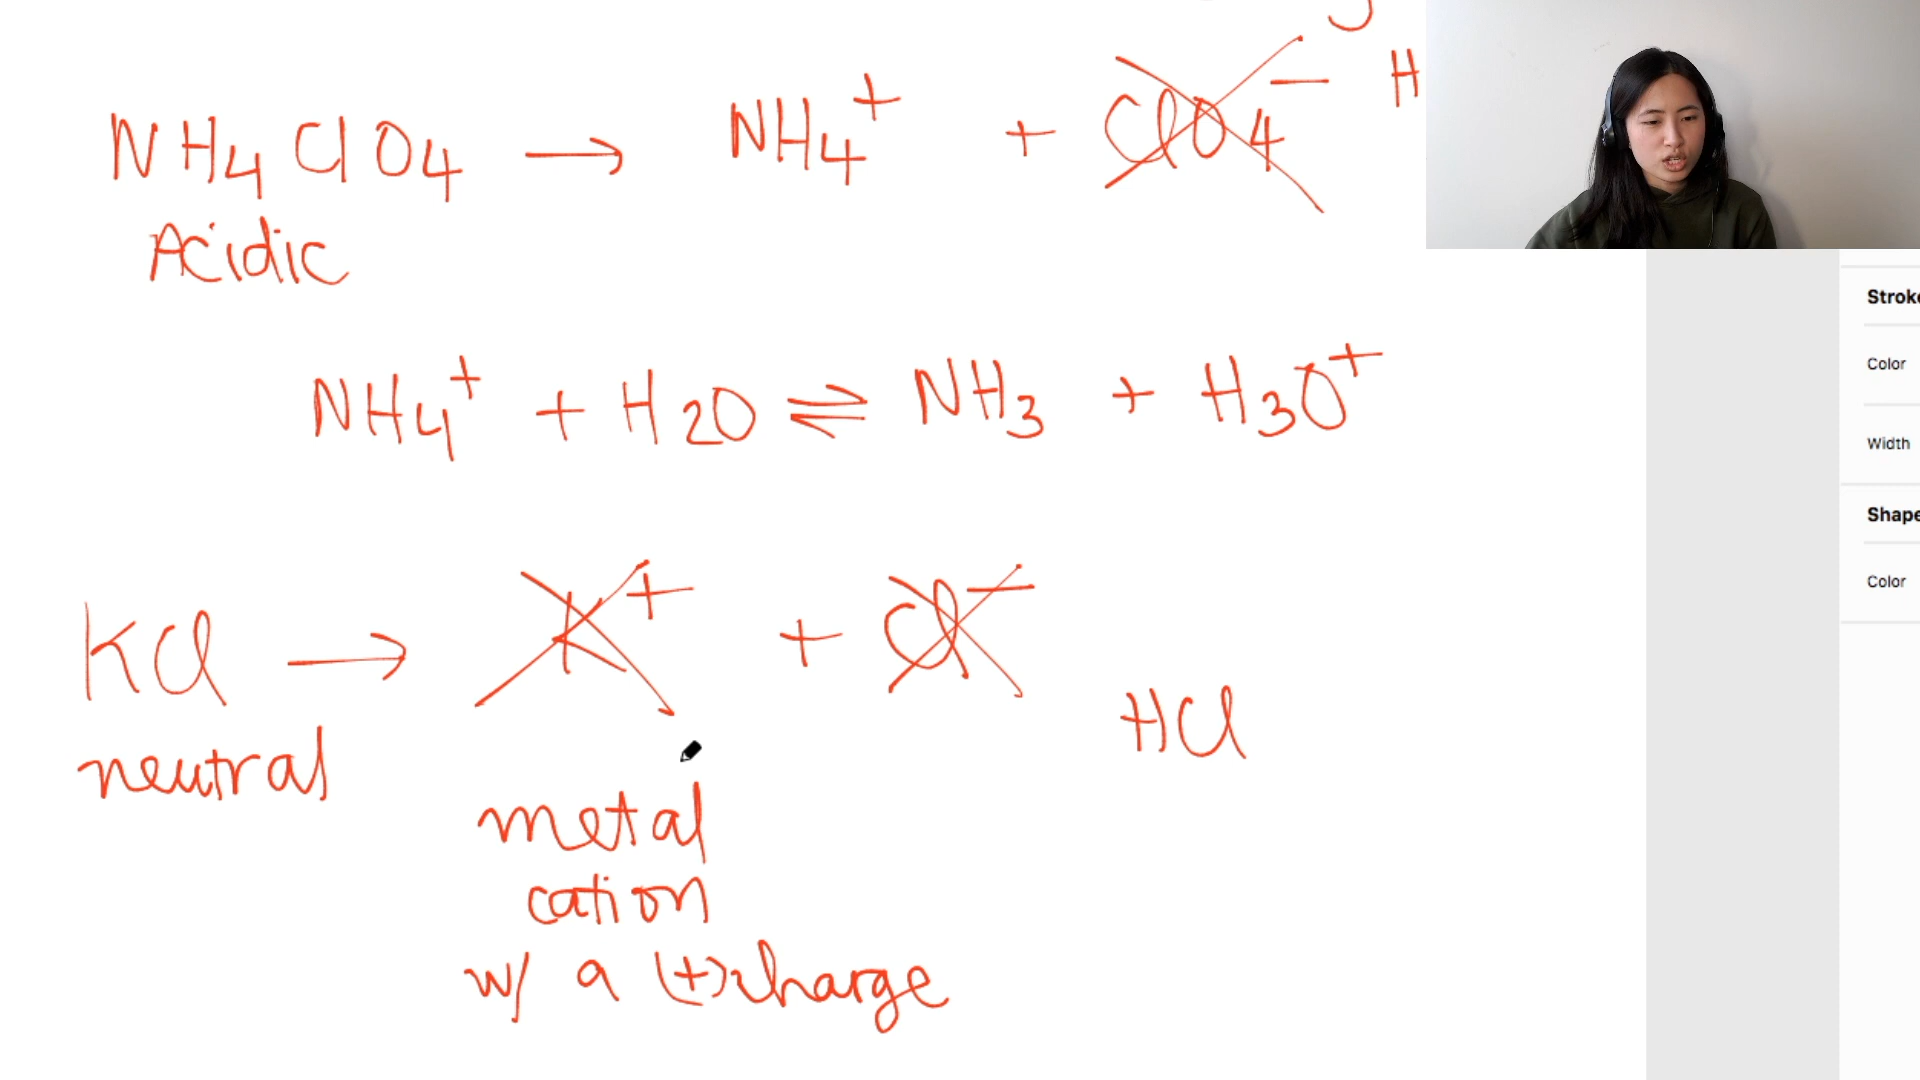 NH4ClO4 → NH4+ + ClO4− H
Acidic
NH4+ + H2O ⇌ NH3 + H3O+
KCl → K+ + Cl−
HCl
neutral
metal
cation
w/ a (+) charge
Stroke
Color
Width
Shape
Color